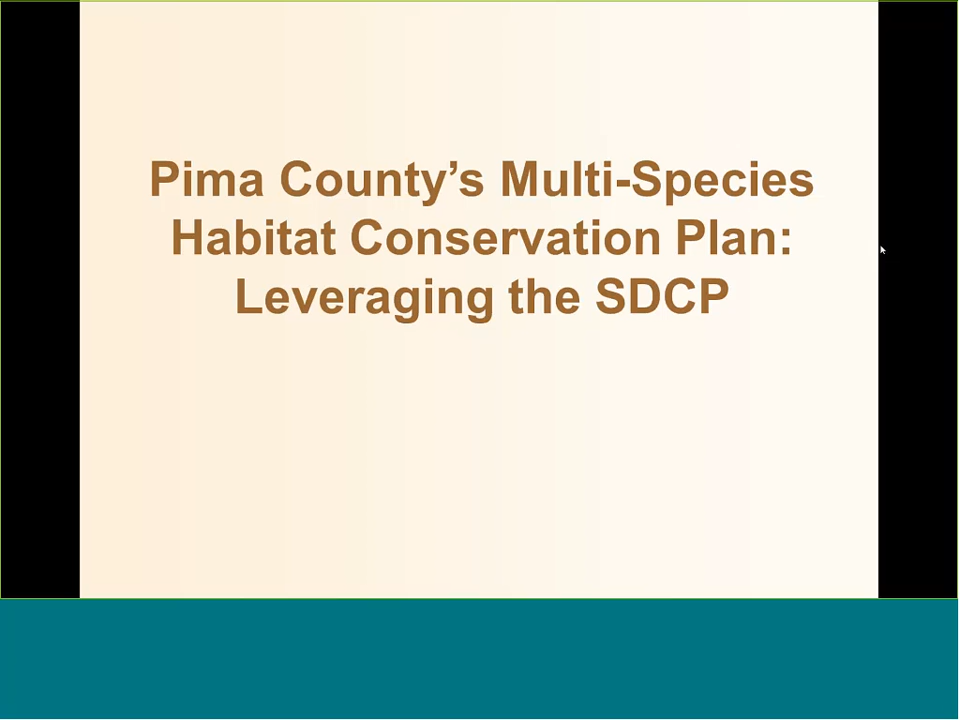 Pima County’s Multi-Species
Habitat Conservation Plan:
Leveraging the SDCP